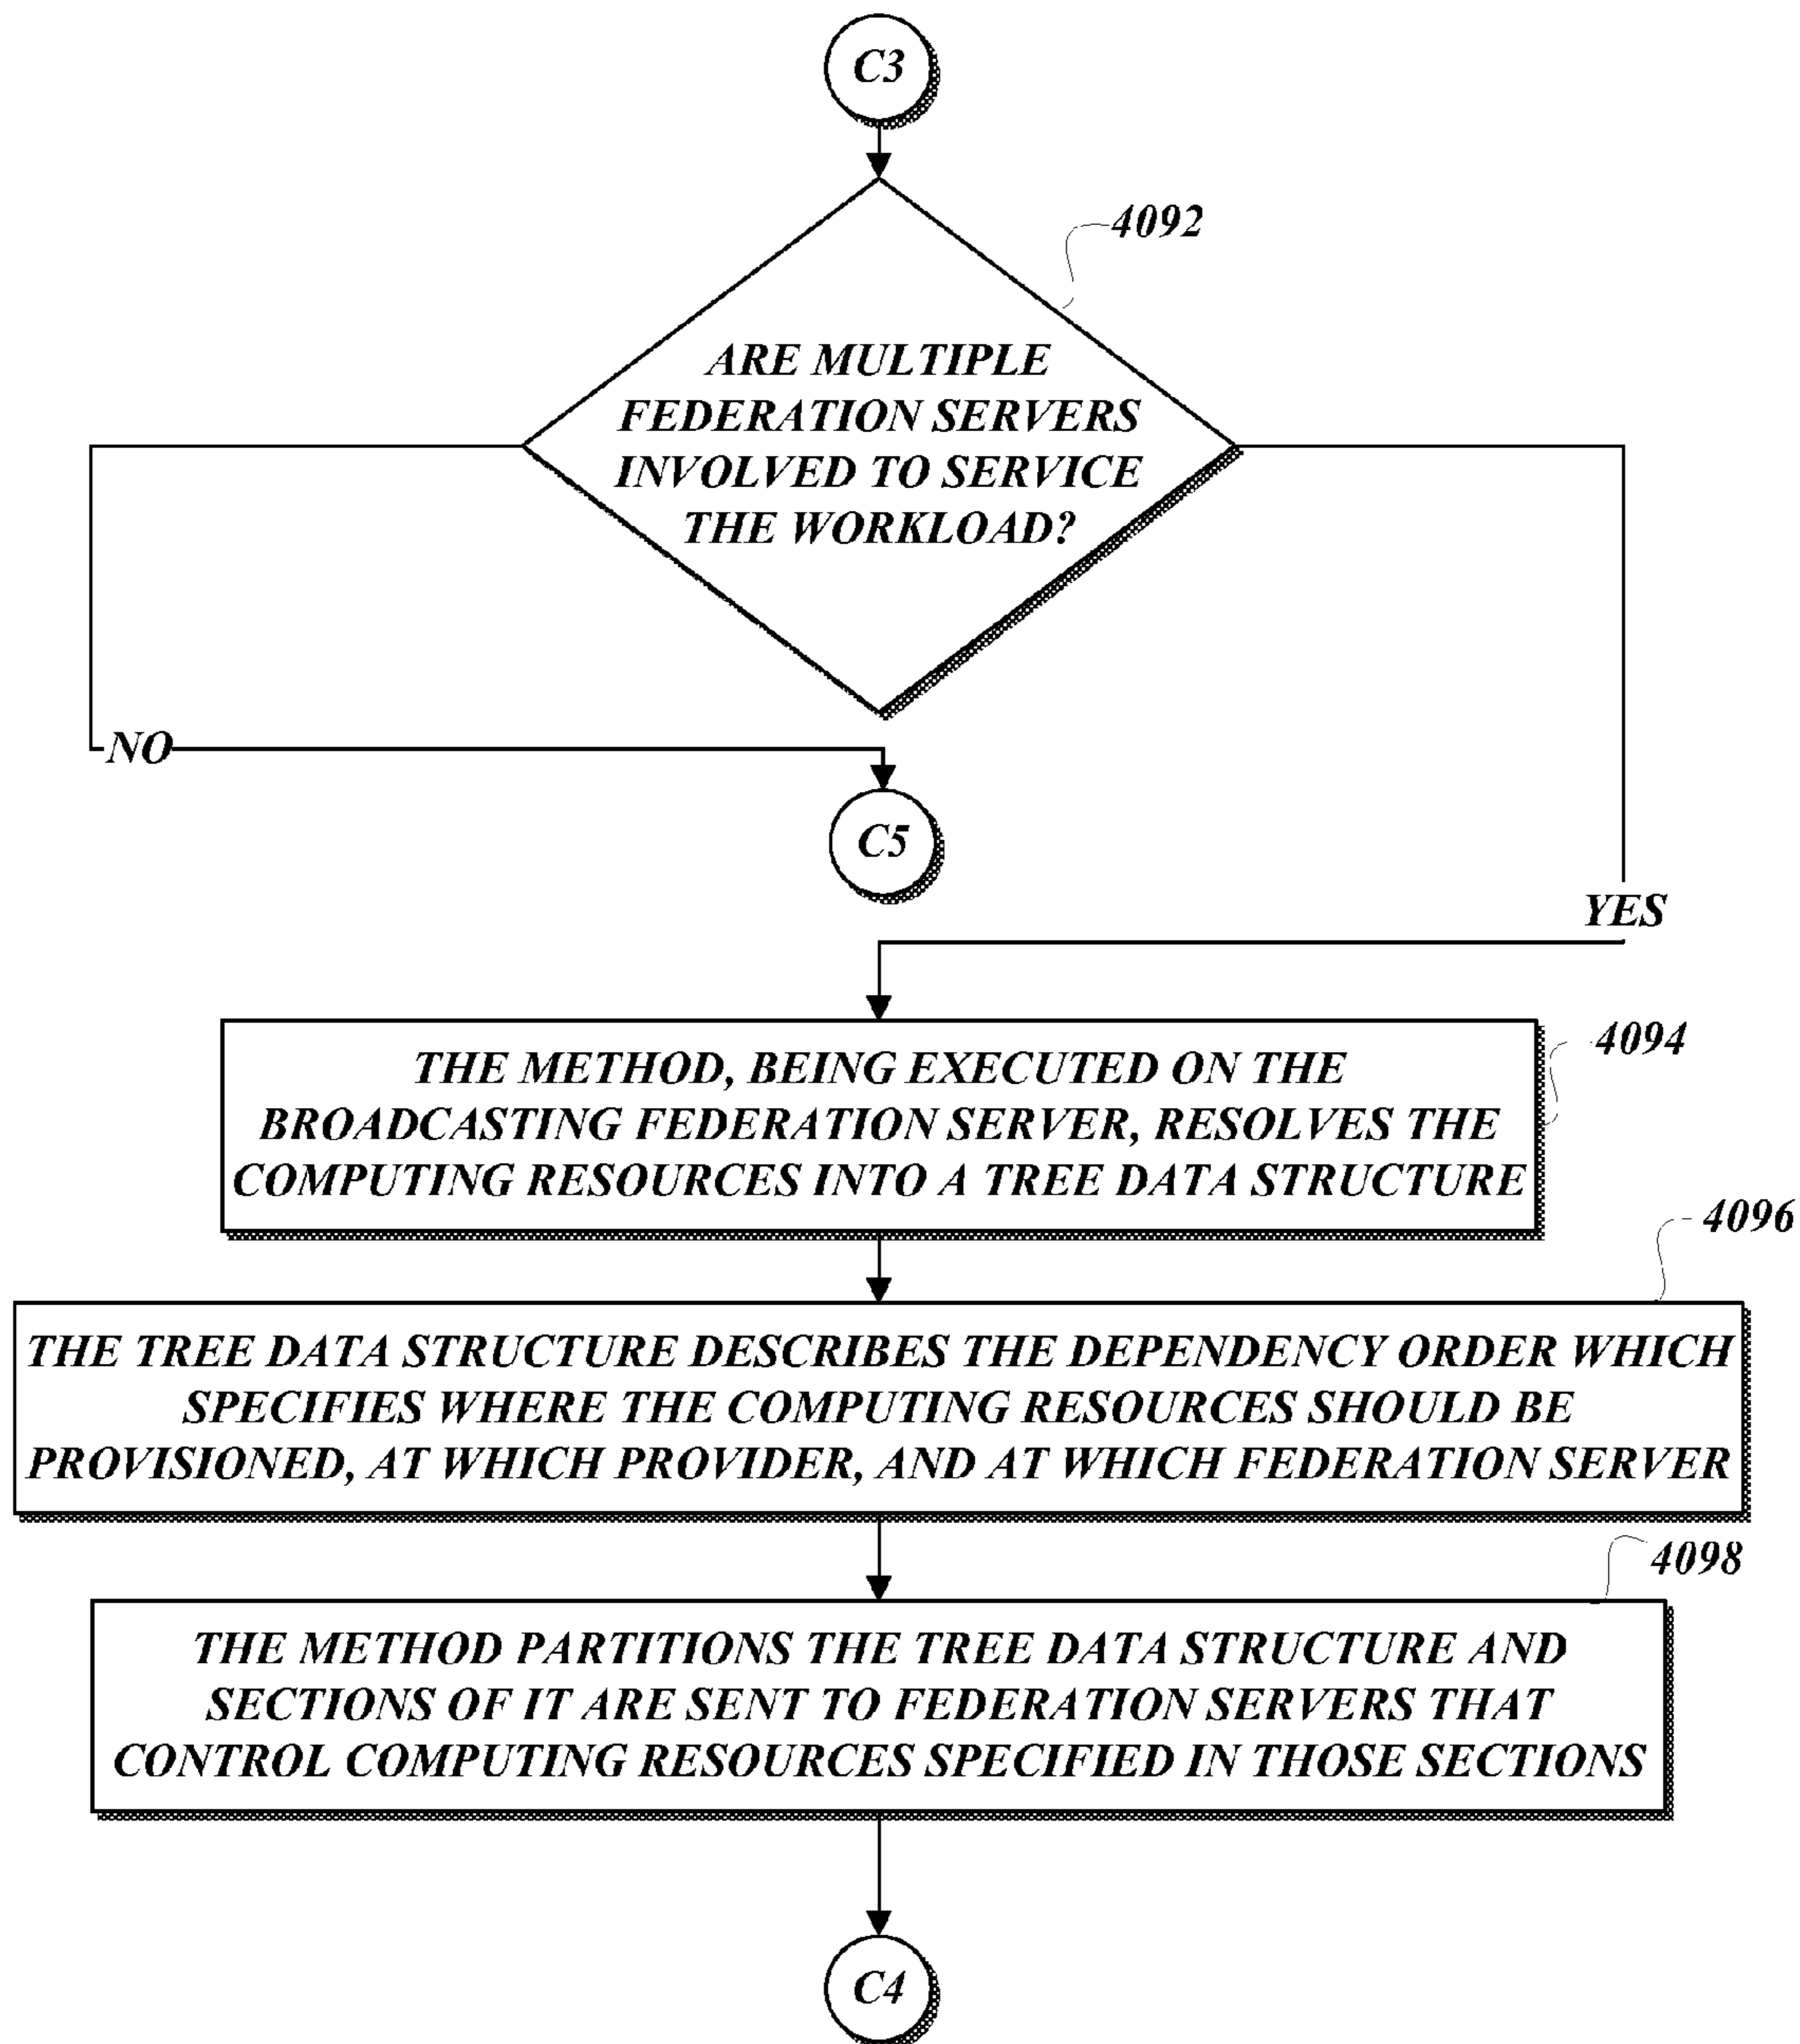 C3
4092
ARE MULTIPLE
FEDERATION SERVERS
INVOLVED TO SERVICE
THE WORKLOAD?
NO
C5
YES
4094
THE METHOD, BEING EXECUTED ON THE
BROADCASTING FEDERATION SERVER, RESOLVES THE
COMPUTING RESOURCES INTO A TREE DATA STRUCTURE
4096
THE TREE DATA STRUCTURE DESCRIBES THE DEPENDENCY ORDER WHICH
SPECIFIES WHERE THE COMPUTING RESOURCES SHOULD BE
PROVISIONED, AT WHICH PROVIDER, AND AT WHICH FEDERATION SERVER
4098
THE METHOD PARTITIONS THE TREE DATA STRUCTURE AND
SECTIONS OF IT ARE SENT TO FEDERATION SERVERS THAT
CONTROL COMPUTING RESOURCES SPECIFIED IN THOSE SECTIONS
C4